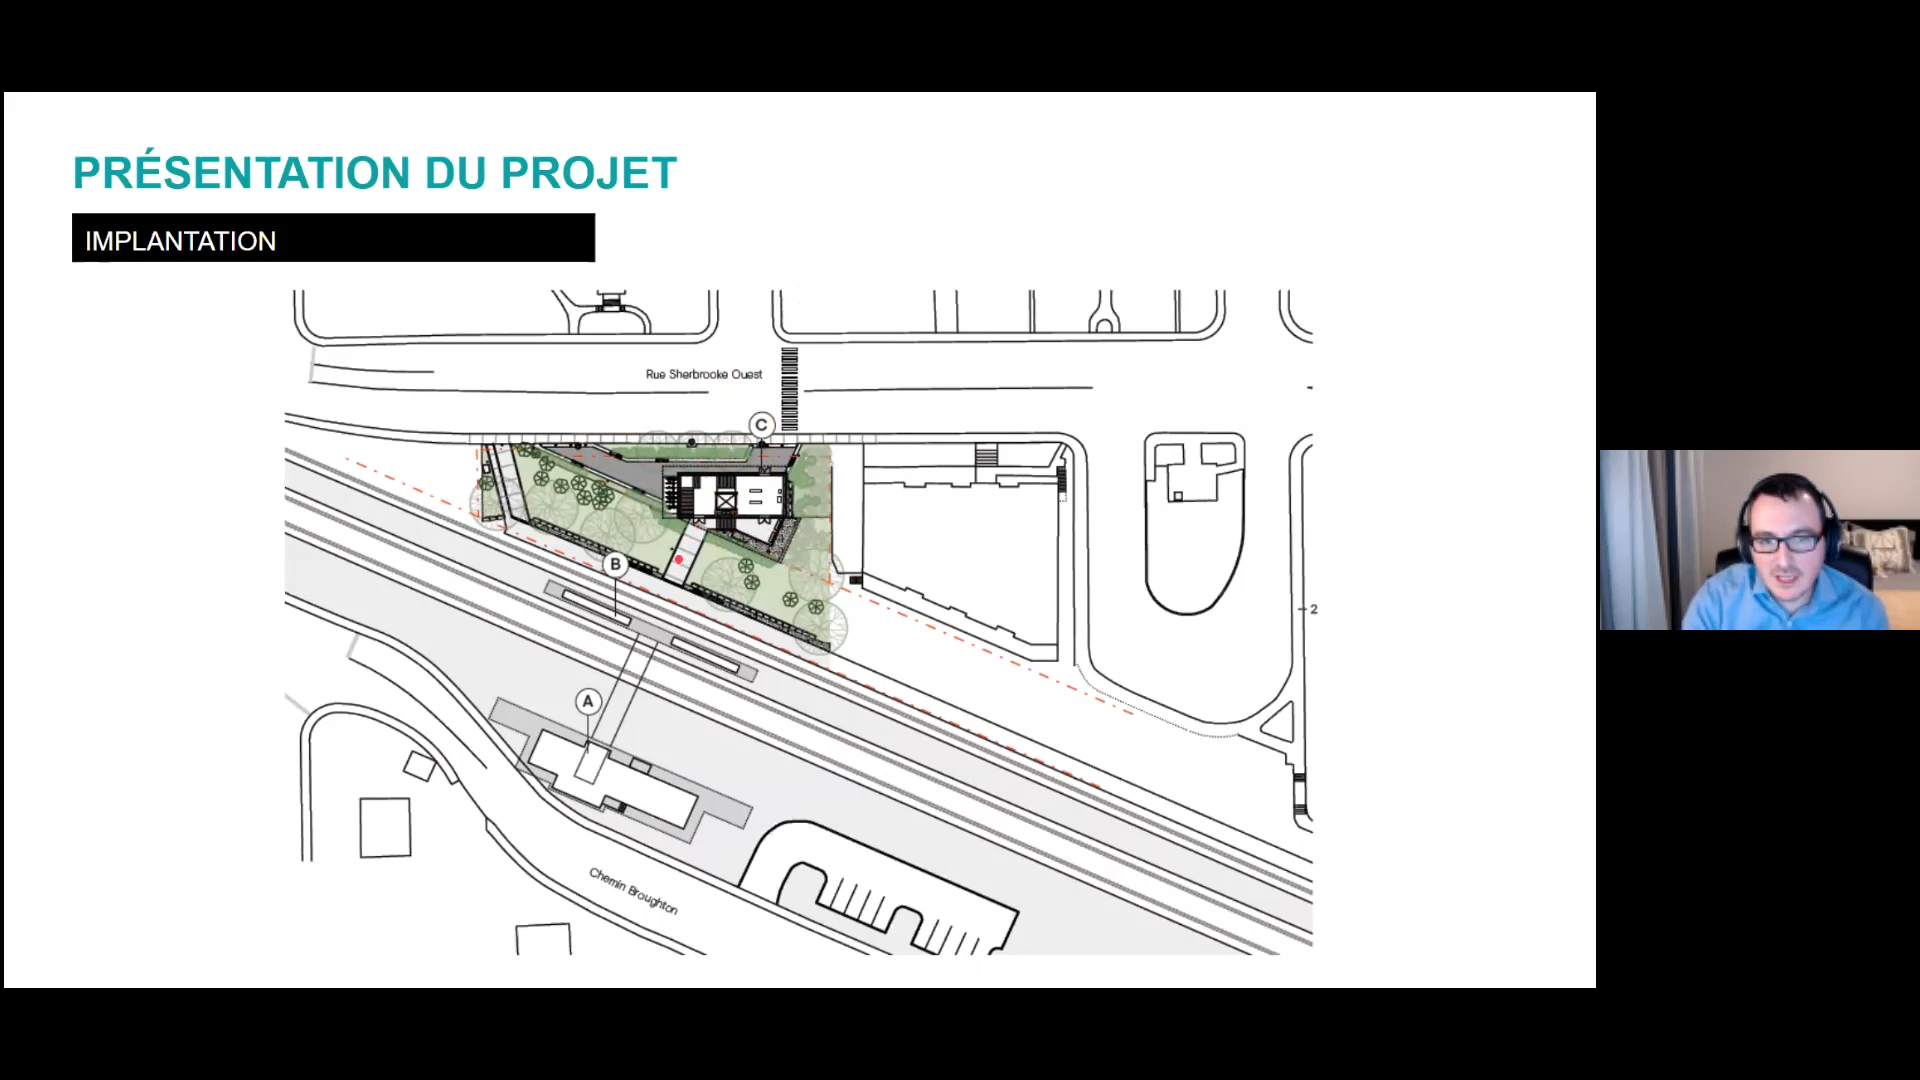 PRÉSENTATION DU PROJET
IMPLANTATION
Rue Sherbrooke Ouest
C
B
2
A
Chemin Broughton